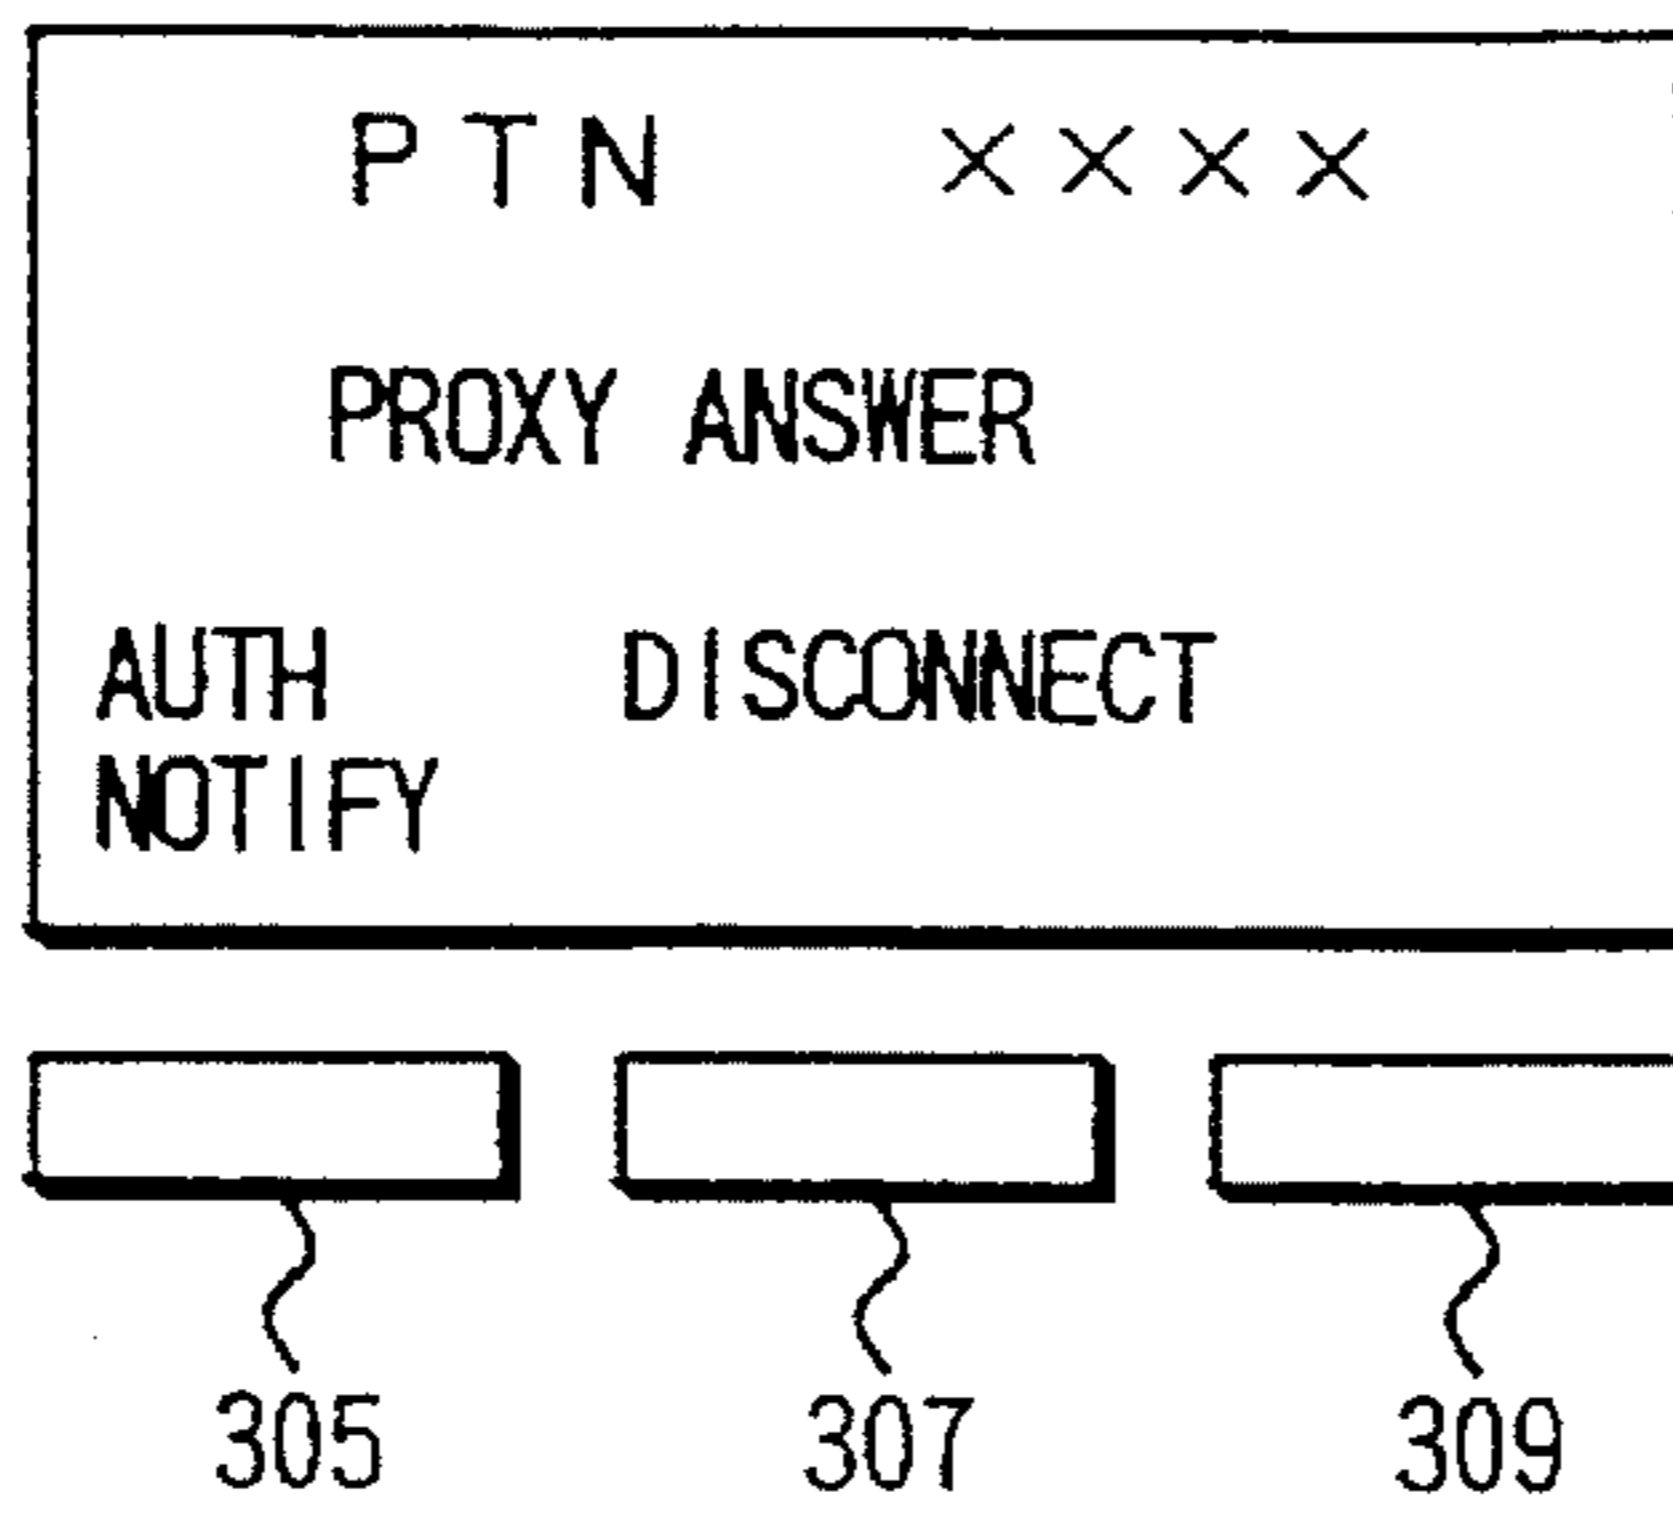 PTN ××××
PROXY ANSWER
AUTH DISCONNECT
NOTIFY
305 307 309